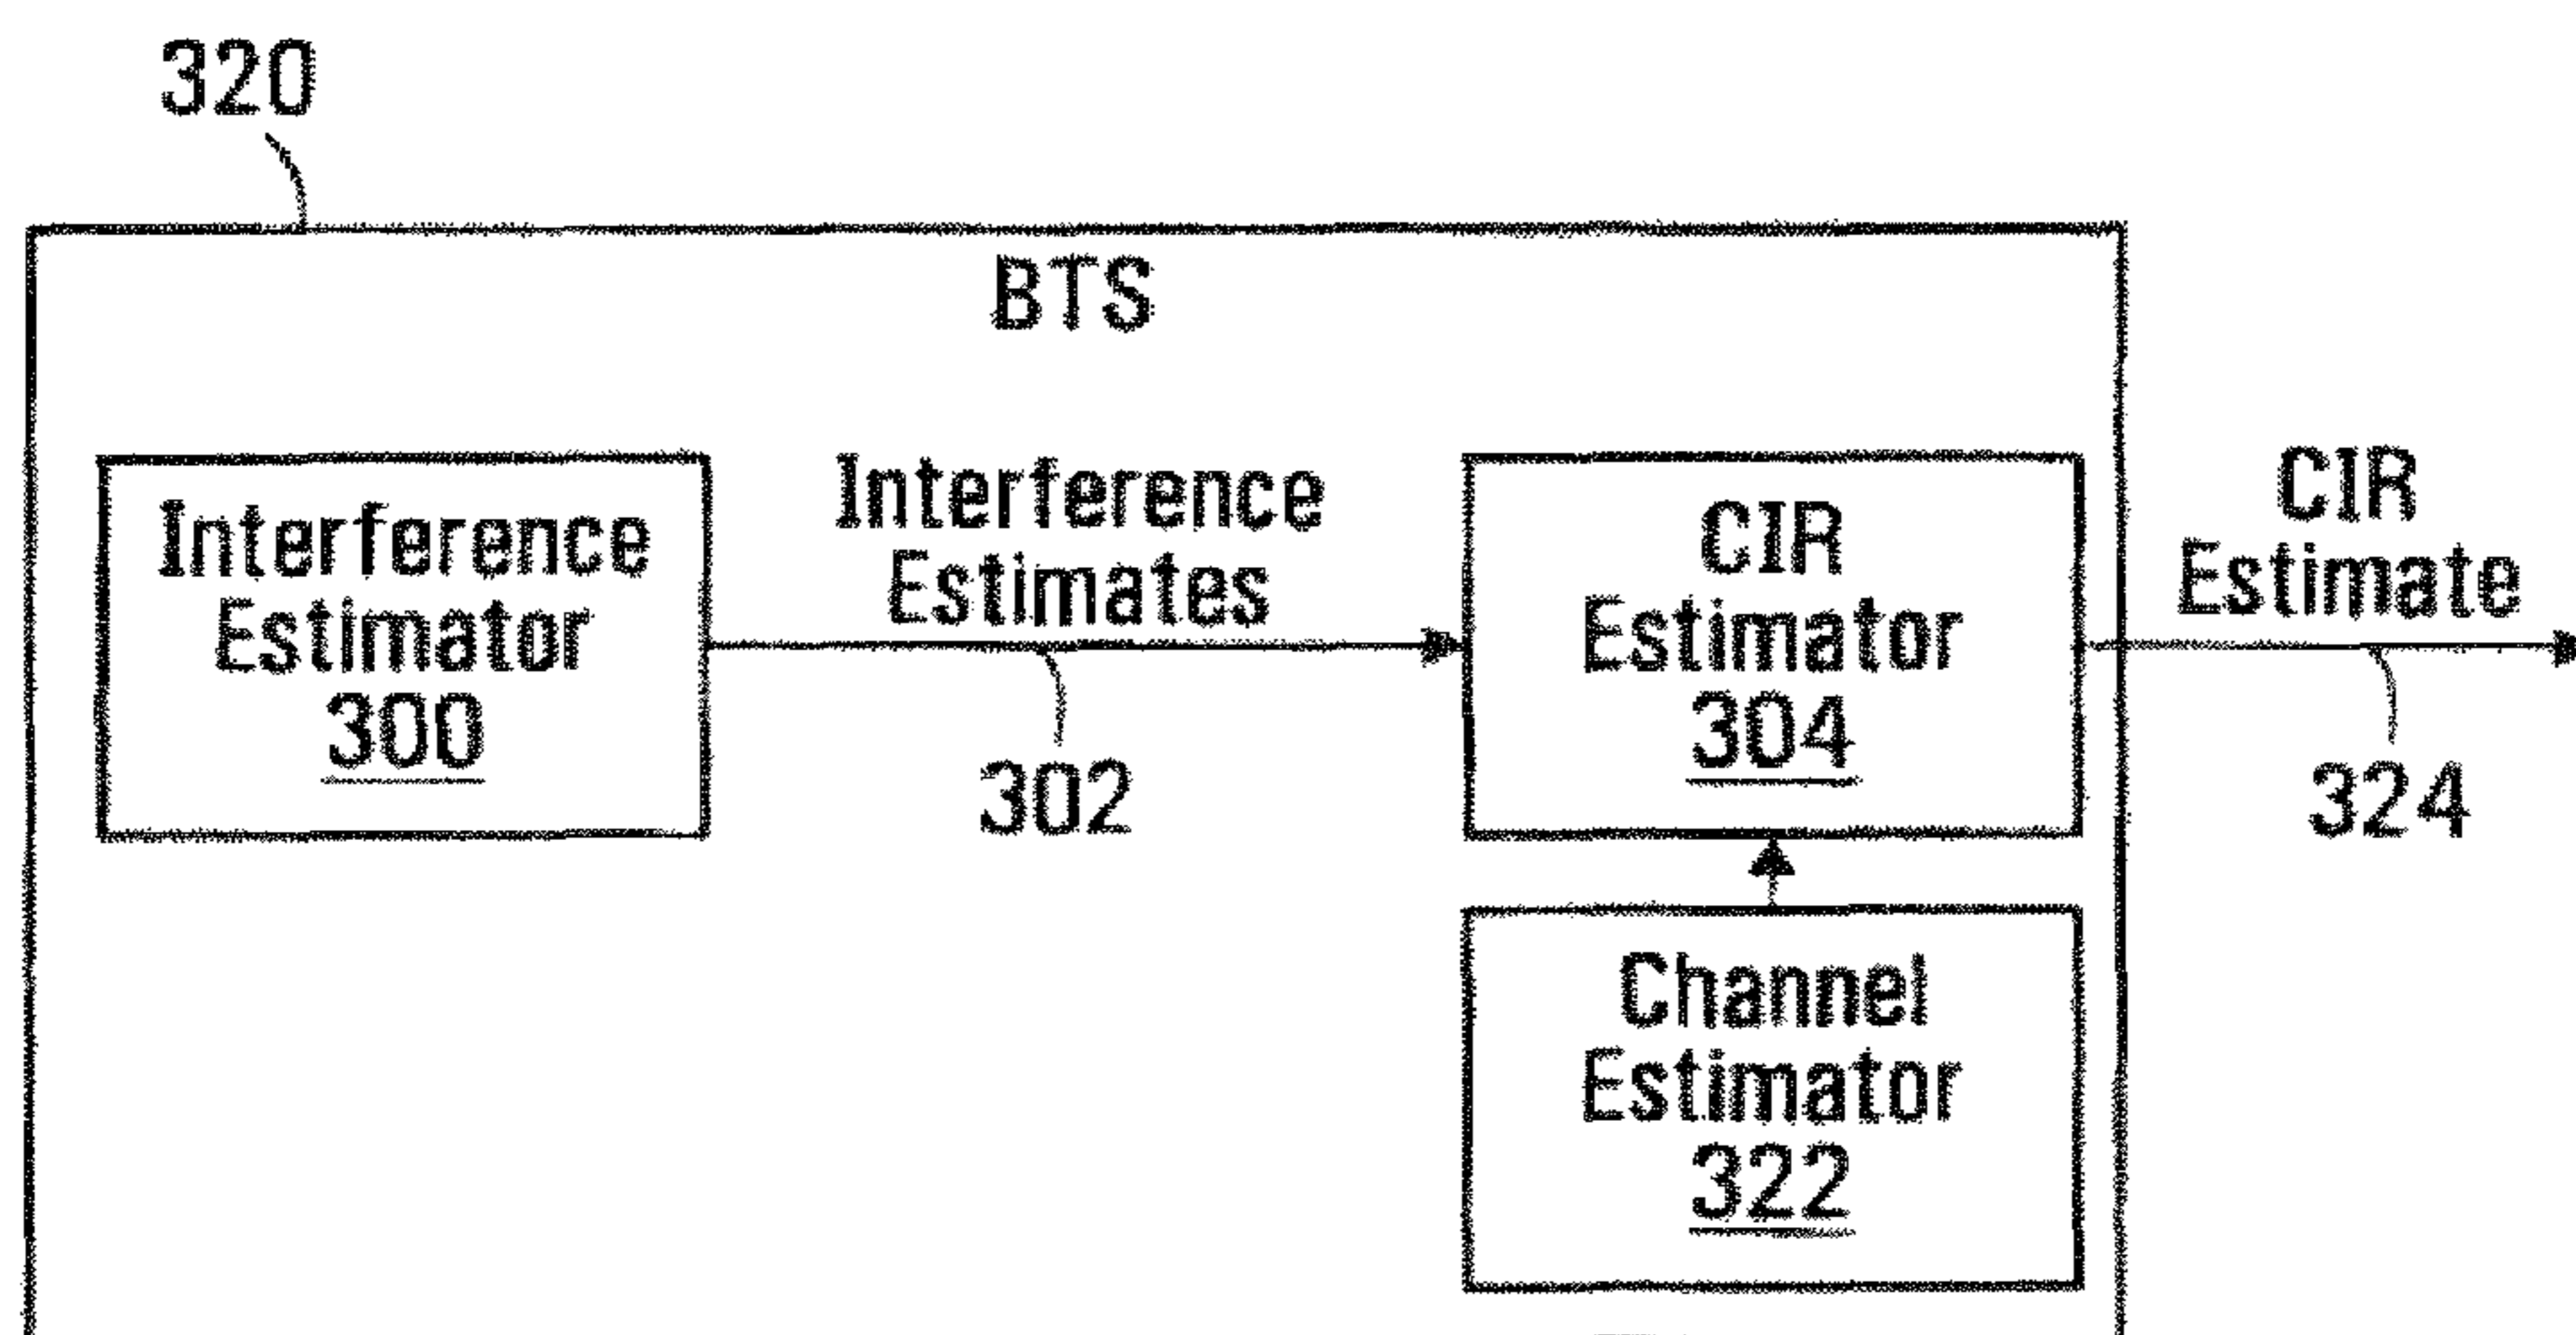 320
BTS
Interference
Estimator
300
Interference
Estimates
302
CIR
Estimator
304
CIR
Estimate
324
Channel
Estimator
322